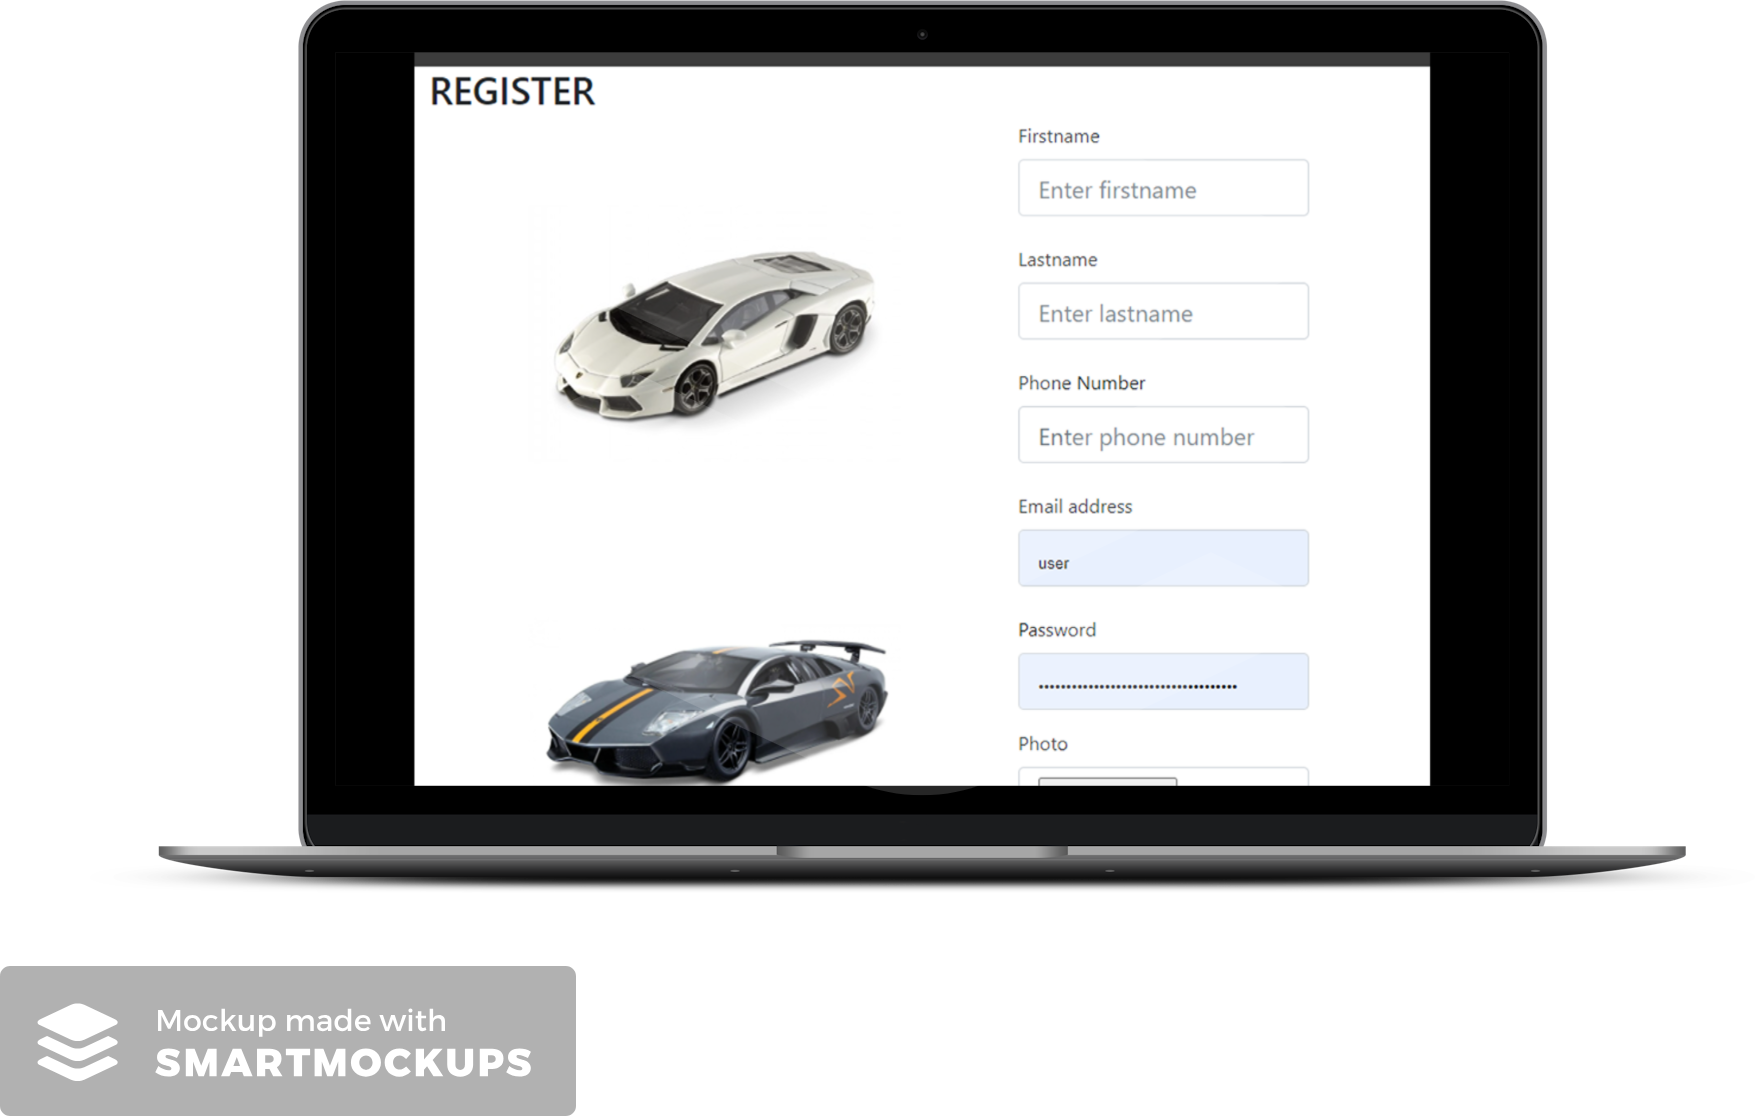 REGISTER
Firstname
Enter firstname
Lastname
Enter lastname
Phone Number
Enter phone number
Email address
user
Password
Photo
Mockup made with
SMARTMOCKUPS